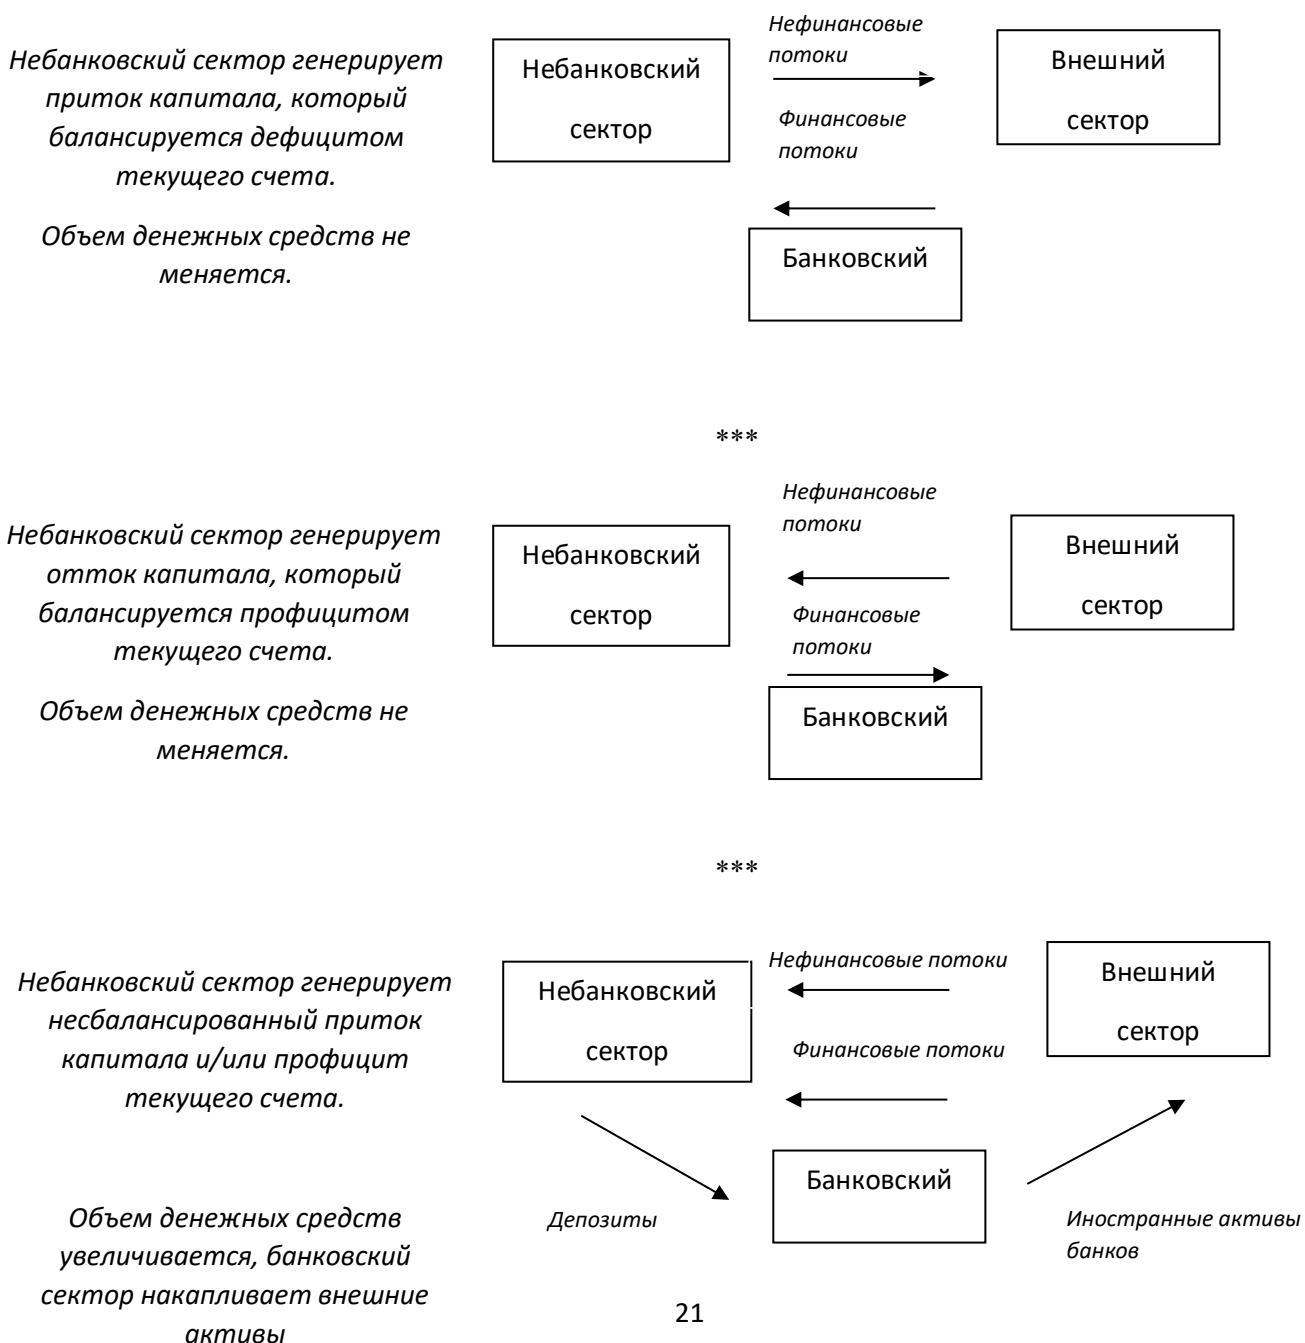 Небанковский сектор генерирует
приток капитала, который
балансируется дефицитом
текущего счета.
Объем денежных средств не
меняется.
Небанковский
сектор
Нефинансовые
потоки
Финансовые
потоки
Внешний
сектор
Банковский
***
Небанковский сектор генерирует
отток капитала, который
балансируется профицитом
текущего счета.
Объем денежных средств не
меняется.
Небанковский
сектор
Нефинансовые
потоки
Финансовые
потоки
Внешний
сектор
Банковский
***
Небанковский сектор генерирует
несбалансированный приток
капитала и/или профицит
текущего счета.
Объем денежных средств
увеличивается, банковский
сектор накапливает внешние
активы
Небанковский
сектор
Нефинансовые потоки
Финансовые потоки
Внешний
сектор
Депозиты
Банковский
Иностранные активы
банков
21